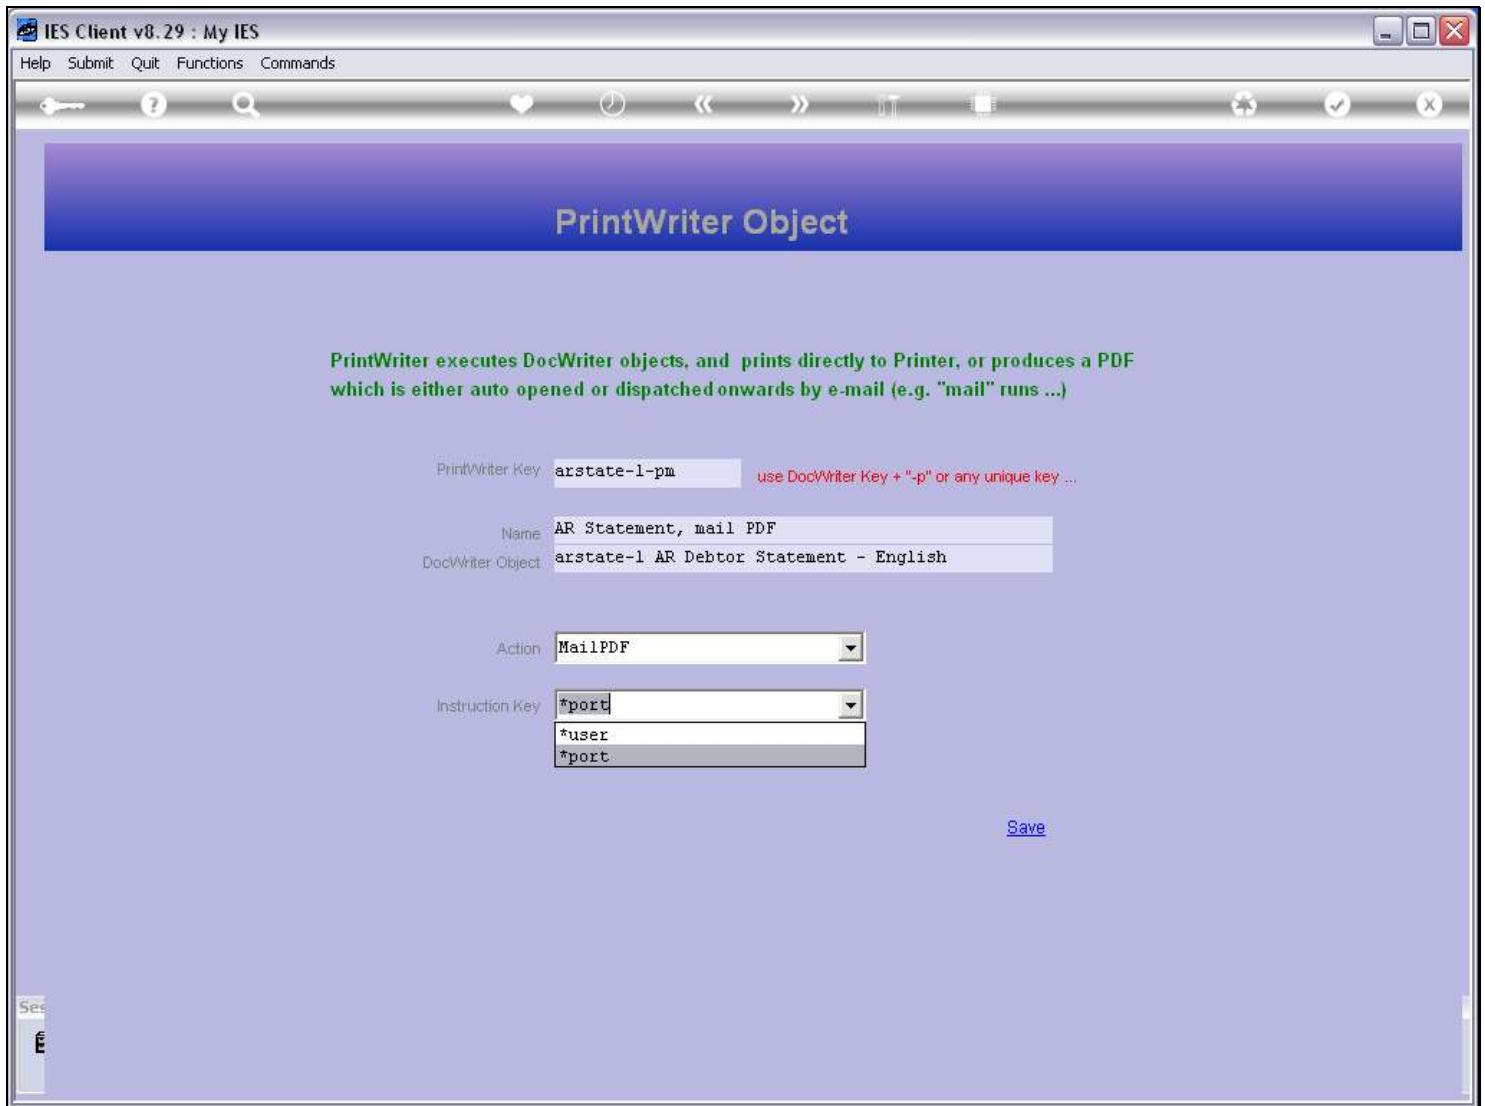 IES Client v8.29 : My IES
Help Submit Quit Functions Commands
PrintWriter Object
PrintWriter executes DocWriter objects, and prints directly to Printer, or produces a PDF
which is either auto opened or dispatched onwards by e-mail (e.g. "mail" runs ...)
PrintWriter Key arstate-1-pm use DocWriter Key + "-p" or any unique key ...
Name AR Statement, mail PDF
DocWriter Object arstate-1 AR Debtor Statement - English
Action MailPDF
Instruction Key *port
*user
*port
Save